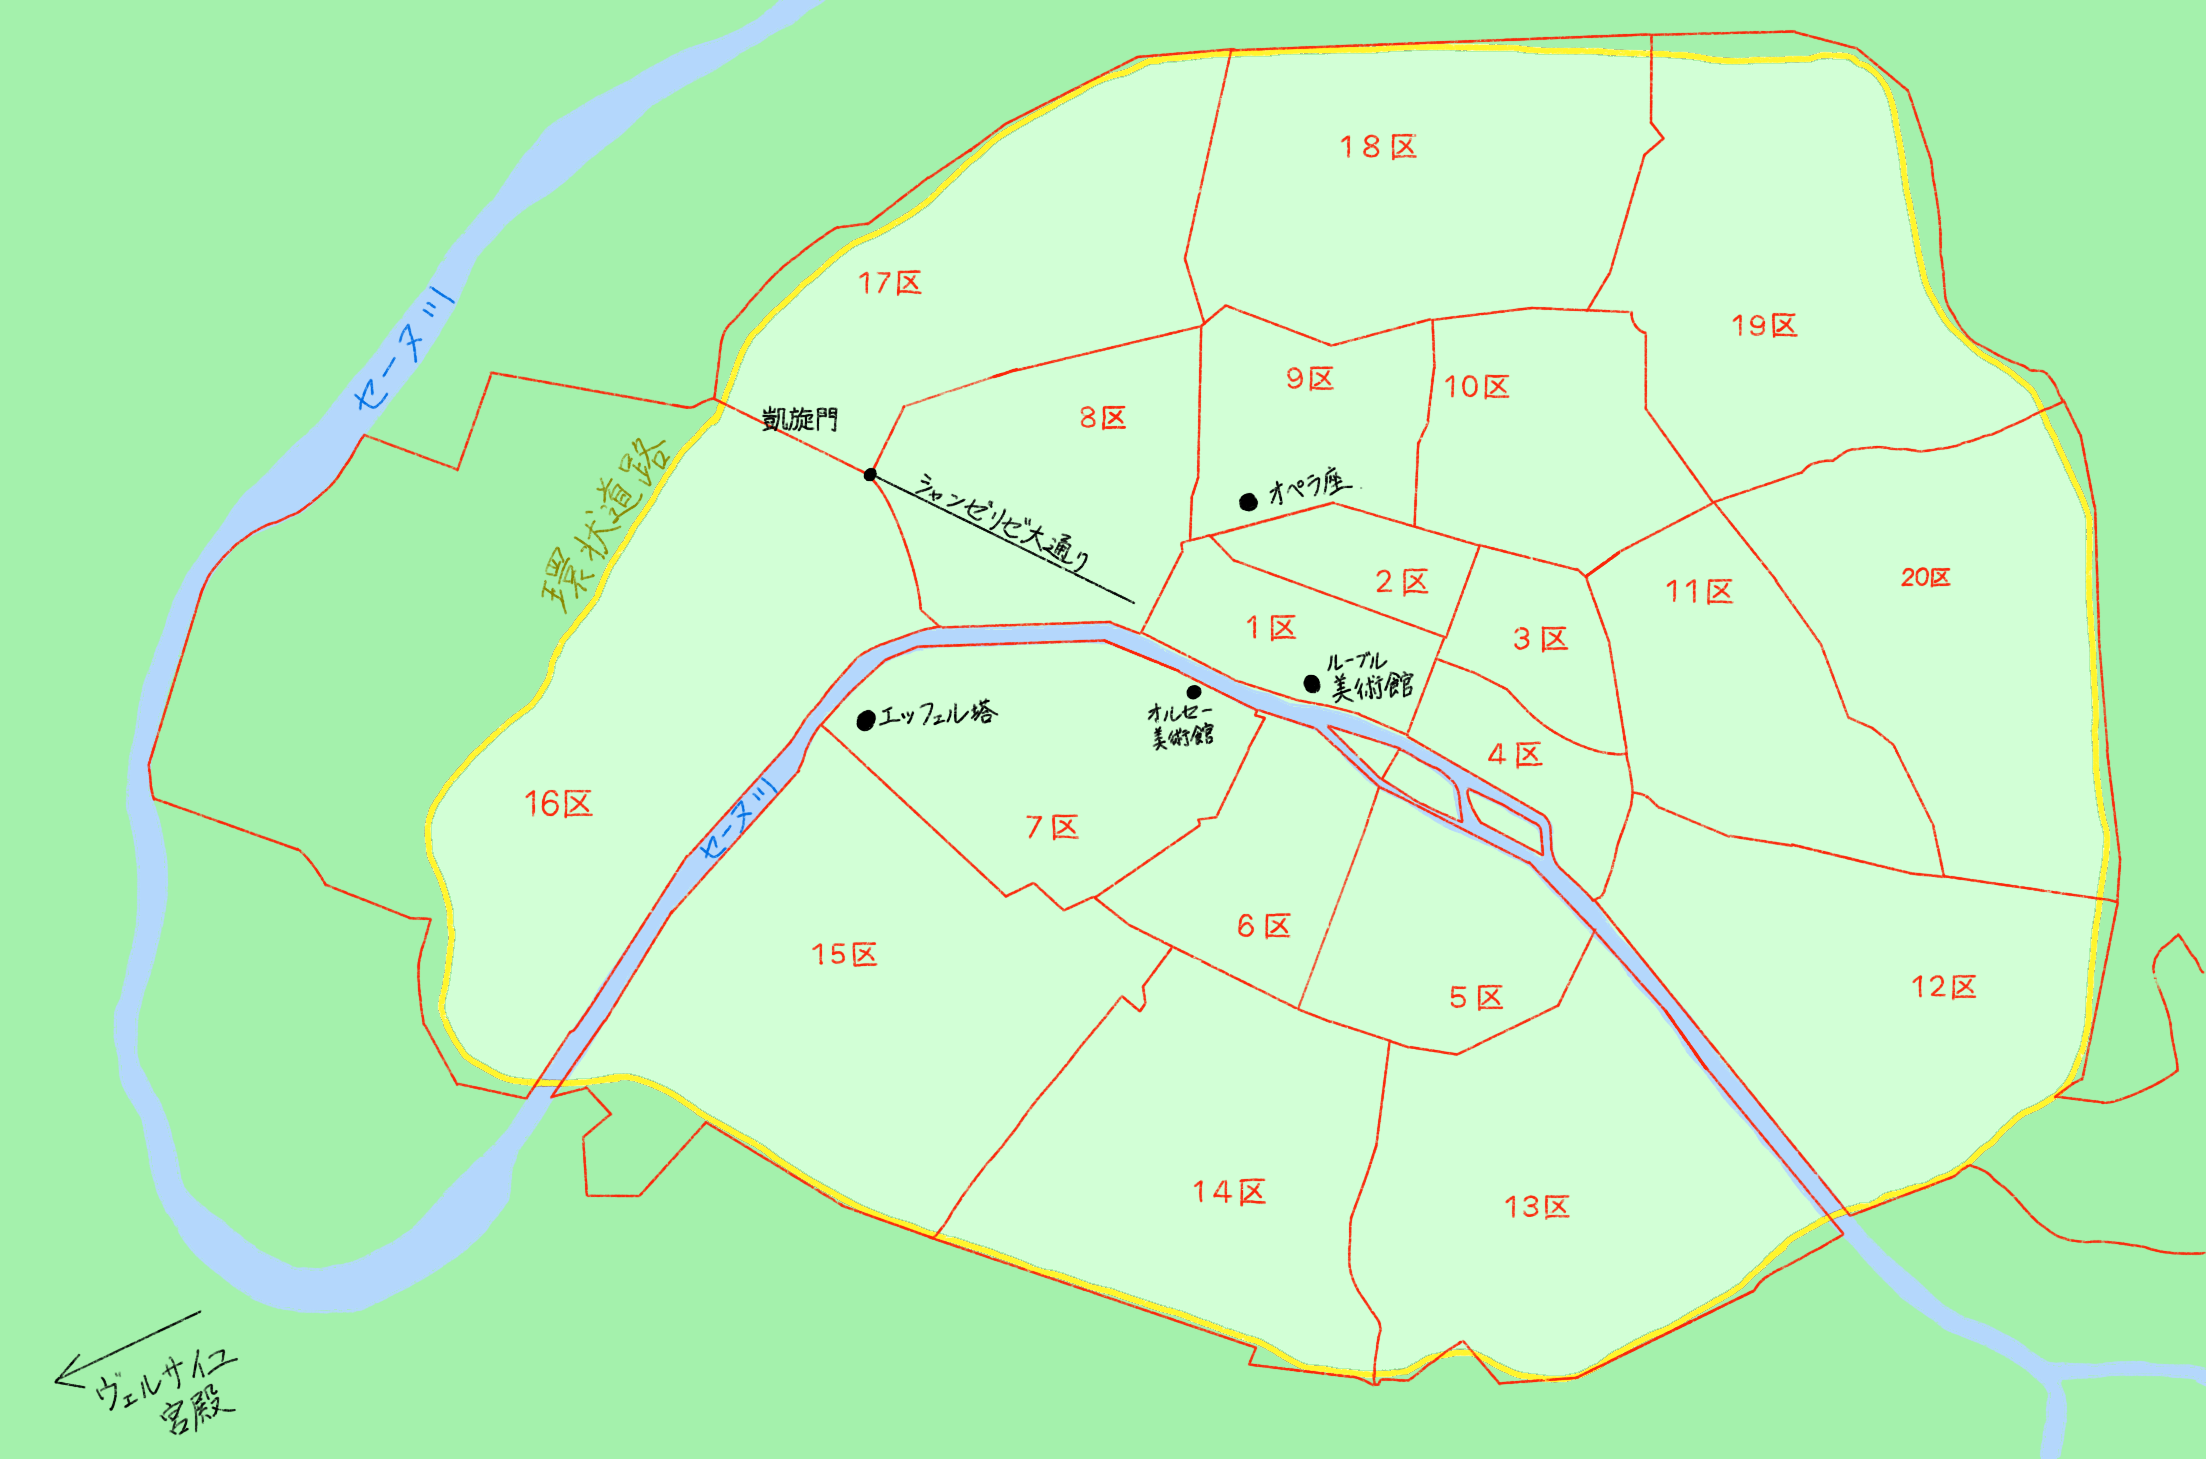 18区
17区
セーヌ川
19区
9区
10区
8区
凱旋門
環状道路
シャンゼリゼ大通り
オペラ座
2区
11区
20区
1区
3区
ルーブル
美術館
エッフェル塔
オルセー
美術館
4区
16区
セーヌ川
7区
6区
15区
5区
12区
14区
13区
ヴェルサイユ
宮殿